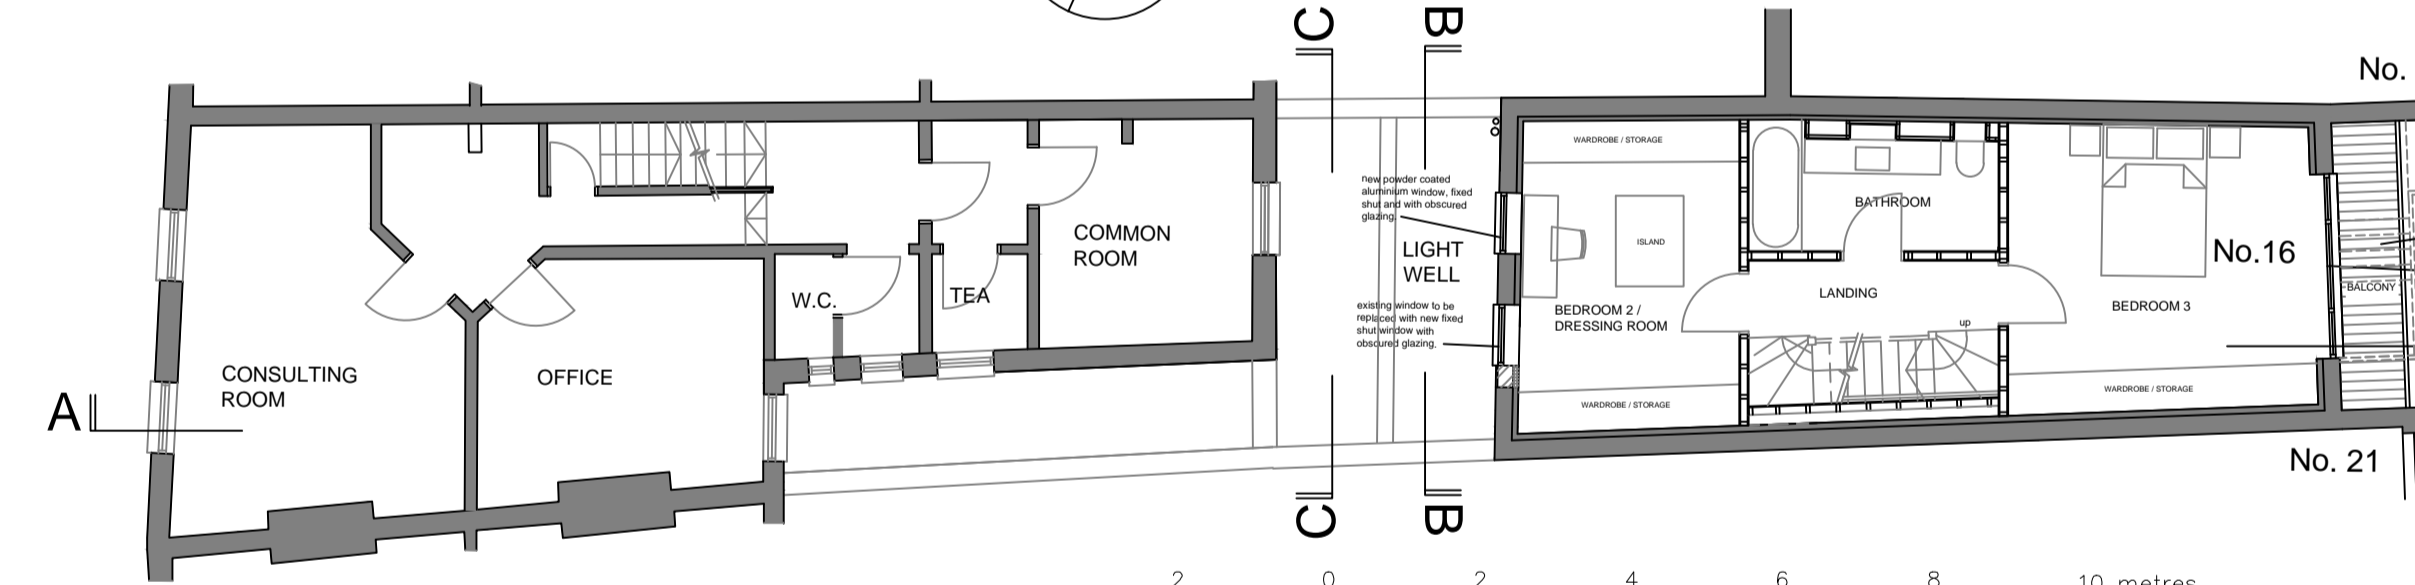 C
B
No.
WARDROBE / STORAGE
new powder coated
aluminium window, fixed
shut and with obscured
glazing.
BATHROOM
COMMON
ROOM
LIGHT
WELL
ISLAND
No.16
W.C.
TEA
LANDING
BALCONY
existing window to be
replaced with new fixed
shut window with
obscured glazing.
BEDROOM 2 /
DRESSING ROOM
up
BEDROOM 3
CONSULTING
ROOM
OFFICE
A
WARDROBE / STORAGE
WARDROBE / STORAGE
No. 21
C
B
2 0 2 4 6 8 10 metres